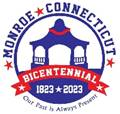 MONROE ★ CONNECTICUT
BICENTENNIAL
1823 ★ 2023
Our Past is Always Present